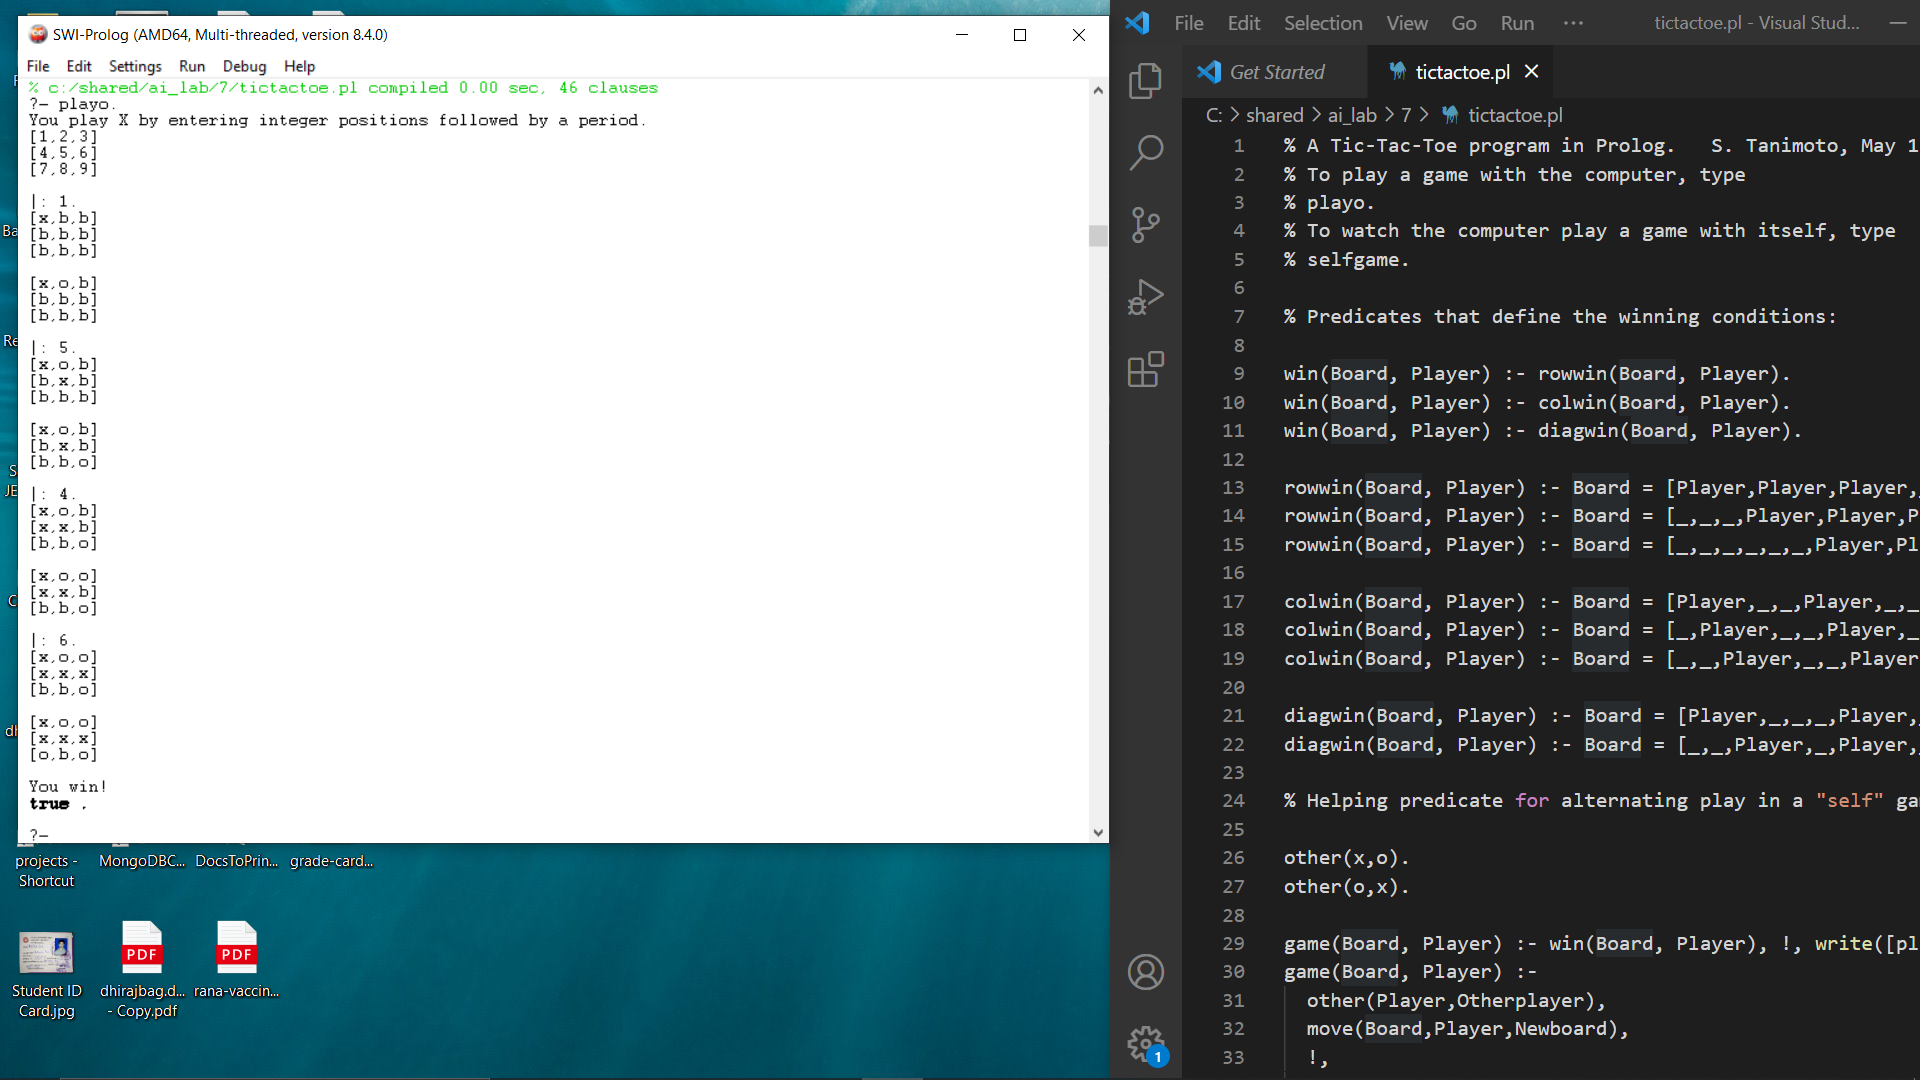 SWI-Prolog (AMD64, Multi-threaded, version 8.4.0)
File Edit Settings Run Debug Help
% c:/shared/ai_lab/7/tictactoe.pl compiled 0.00 sec, 46 clauses
?- playo.
You play X by entering integer positions followed by a period.
[1,2,3]
[4,5,6]
[7,8,9]
|: 1.
[x,b,b]
[b,b,b]
[b,b,b]
[x,o,b]
[b,b,b]
[b,b,b]
|: 5.
[x,o,b]
[b,x,b]
[b,b,b]
[x,o,b]
[b,x,b]
[b,b,o]
|: 4.
[x,o,b]
[x,x,b]
[b,b,o]
[x,o,o]
[x,x,b]
[b,b,o]
|: 6.
[x,o,o]
[x,x,x]
[b,b,o]
[x,o,o]
[x,x,x]
[o,b,o]
You win!
true .
?-
projects - Shortcut
MongoDBC...
DocsToPrin...
grade-card...
Student ID Card.jpg
PDF
dhirajbag.d... - Copy.pdf
PDF
rana-vaccin...
File Edit Selection View Go Run ··· tictactoe.pl - Visual Stud...
Get Started tictactoe.pl
C: > shared > ai_lab > 7 > tictactoe.pl
1 % A Tic-Tac-Toe program in Prolog. S. Tanimoto, May 1
2 % To play a game with the computer, type
3 % playo.
4 % To watch the computer play a game with itself, type
5 % selfgame.
6
7 % Predicates that define the winning conditions:
8
9 win(Board, Player) :- rowwin(Board, Player).
10 win(Board, Player) :- colwin(Board, Player).
11 win(Board, Player) :- diagwin(Board, Player).
12
13 rowwin(Board, Player) :- Board = [Player,Player,Player,_
14 rowwin(Board, Player) :- Board = [_,_,_,Player,Player,P
15 rowwin(Board, Player) :- Board = [_,_,_,_,_,_,Player,Pl
16
17 colwin(Board, Player) :- Board = [Player,_,_,Player,_,_
18 colwin(Board, Player) :- Board = [_,Player,_,_,Player,_
19 colwin(Board, Player) :- Board = [_,_,Player,_,_,Player
20
21 diagwin(Board, Player) :- Board = [Player,_,_,_,Player,_
22 diagwin(Board, Player) :- Board = [_,_,Player,_,Player,_
23
24 % Helping predicate for alternating play in a "self" ga
25
26 other(x,o).
27 other(o,x).
28
29 game(Board, Player) :- win(Board, Player), !, write([pl
30 game(Board, Player) :-
31 other(Player,Otherplayer),
32 move(Board,Player,Newboard),
33 !,
1